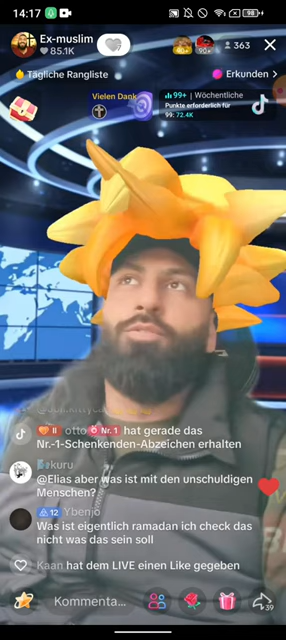 14:17
98
Ex-muslim
85.1K
363
Tägliche Rangliste
Erkunden >
Vielen Dank
99+ | Wöchentliche
Punkte erforderlich für
99: 72.4K
II otto Nr. 1 hat gerade das
Nr.-1-Schenkenden-Abzeichen erhalten
kuru
@Elias aber was ist mit den unschuldigen
Menschen?
12 Ybenjo
Was ist eigentlich ramadan ich check das
nicht was das sein soll
Kaan hat dem LIVE einen Like gegeben
Kommenta...
39